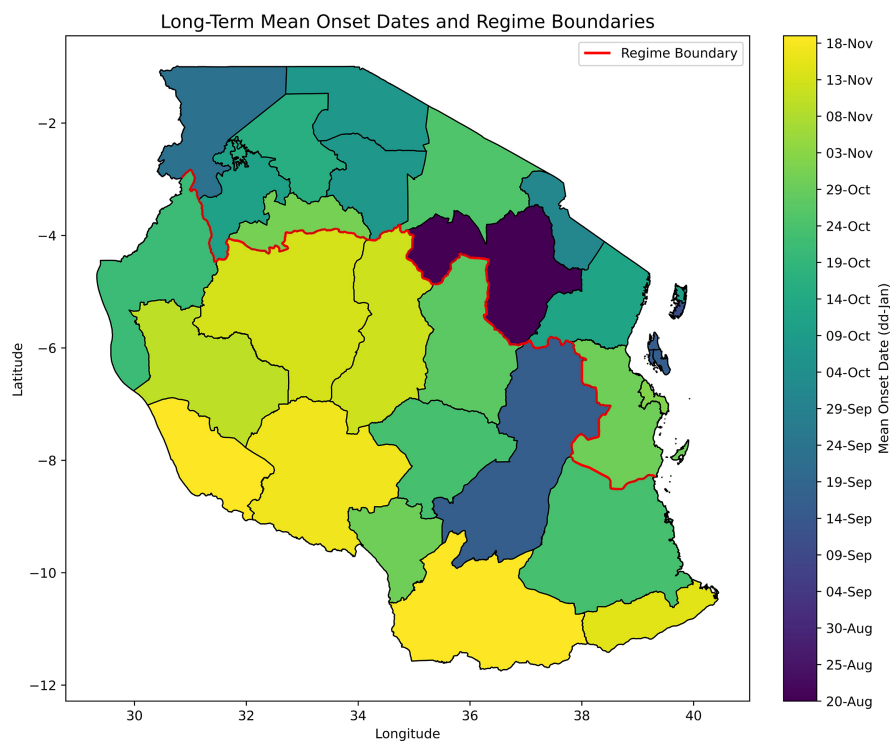 Long-Term Mean Onset Dates and Regime Boundaries
Regime Boundary
−2
−4
−6
−8
−10
−12
Latitude
30
32
34
36
38
40
Longitude
18-Nov
13-Nov
08-Nov
03-Nov
29-Oct
24-Oct
19-Oct
14-Oct
09-Oct
04-Oct
29-Sep
24-Sep
19-Sep
14-Sep
09-Sep
04-Sep
30-Aug
25-Aug
20-Aug
Mean Onset Date (dd-Jan)